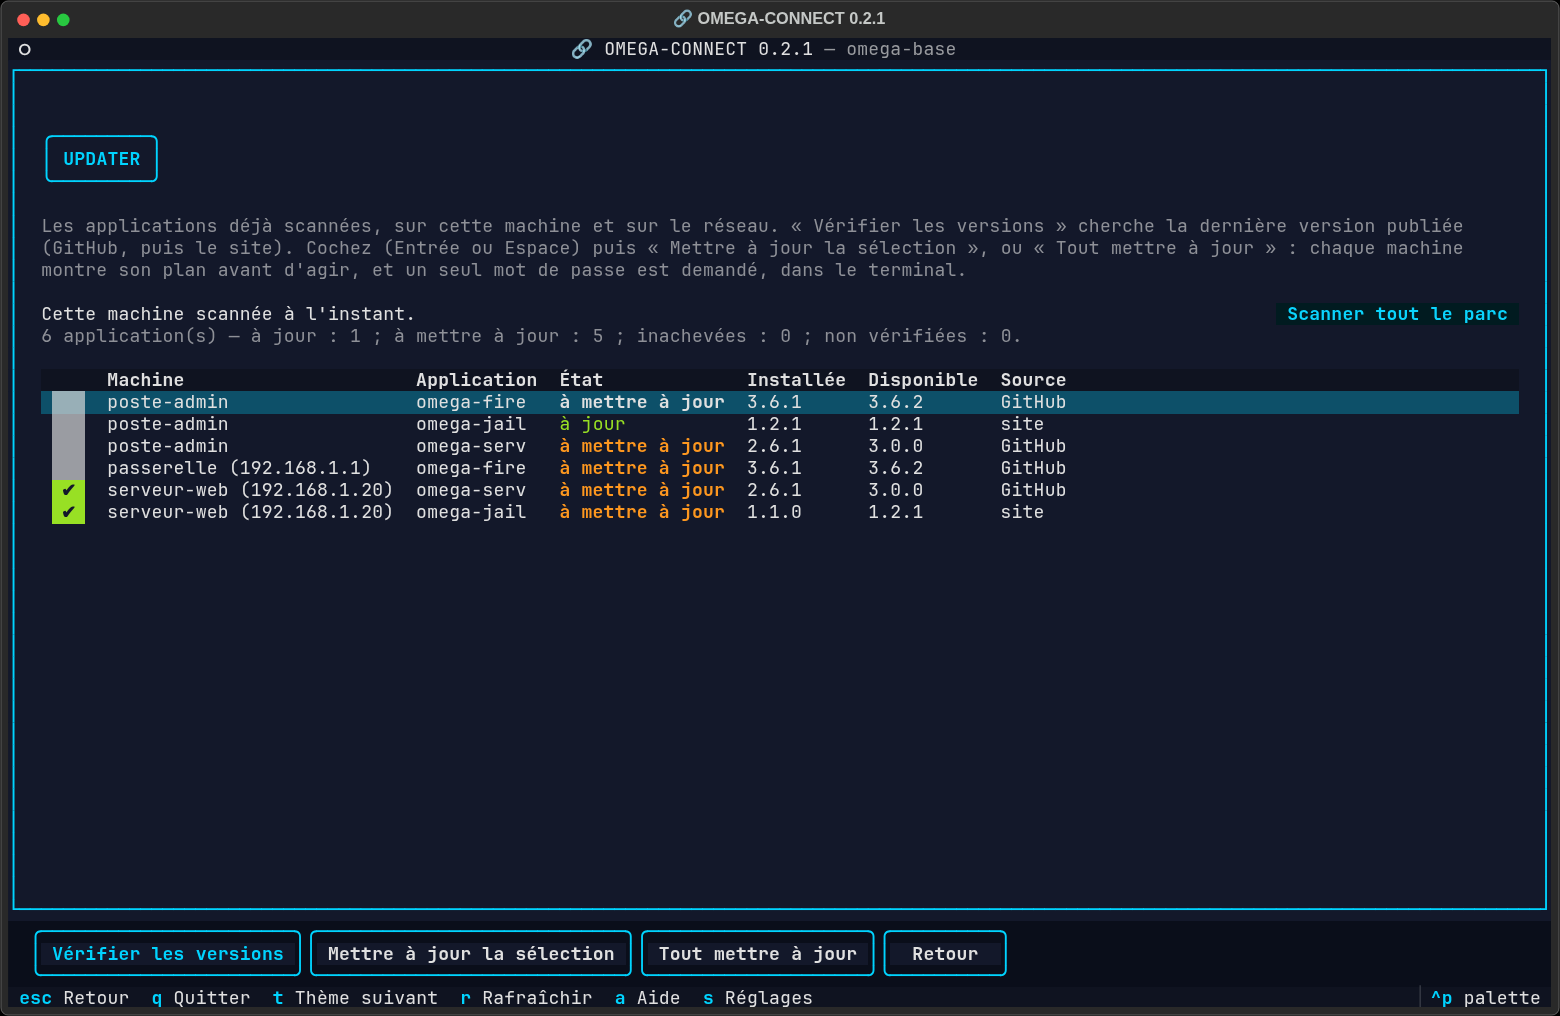 🔗 OMEGA-CONNECT 0.2.1
🔗 OMEGA-CONNECT 0.2.1 — omega-base
UPDATER
Les applications déjà scannées, sur cette machine et sur le réseau. « Vérifier les versions » cherche la dernière version publiée
(GitHub, puis le site). Cochez (Entrée ou Espace) puis « Mettre à jour la sélection », ou « Tout mettre à jour » : chaque machine
montre son plan avant d'agir, et un seul mot de passe est demandé, dans le terminal.
Cette machine scannée à l'instant. Scanner tout le parc
6 application(s) — à jour : 1 ; à mettre à jour : 5 ; inachevées : 0 ; non vérifiées : 0.
Machine Application État Installée Disponible Source
poste-admin omega-fire à mettre à jour 3.6.1 3.6.2 GitHub
poste-admin omega-jail à jour 1.2.1 1.2.1 site
poste-admin omega-serv à mettre à jour 2.6.1 3.0.0 GitHub
passerelle (192.168.1.1) omega-fire à mettre à jour 3.6.1 3.6.2 GitHub
✔ serveur-web (192.168.1.20) omega-serv à mettre à jour 2.6.1 3.0.0 GitHub
✔ serveur-web (192.168.1.20) omega-jail à mettre à jour 1.1.0 1.2.1 site
Vérifier les versions Mettre à jour la sélection Tout mettre à jour Retour
esc Retour q Quitter t Thème suivant r Rafraîchir a Aide s Réglages ^p palette